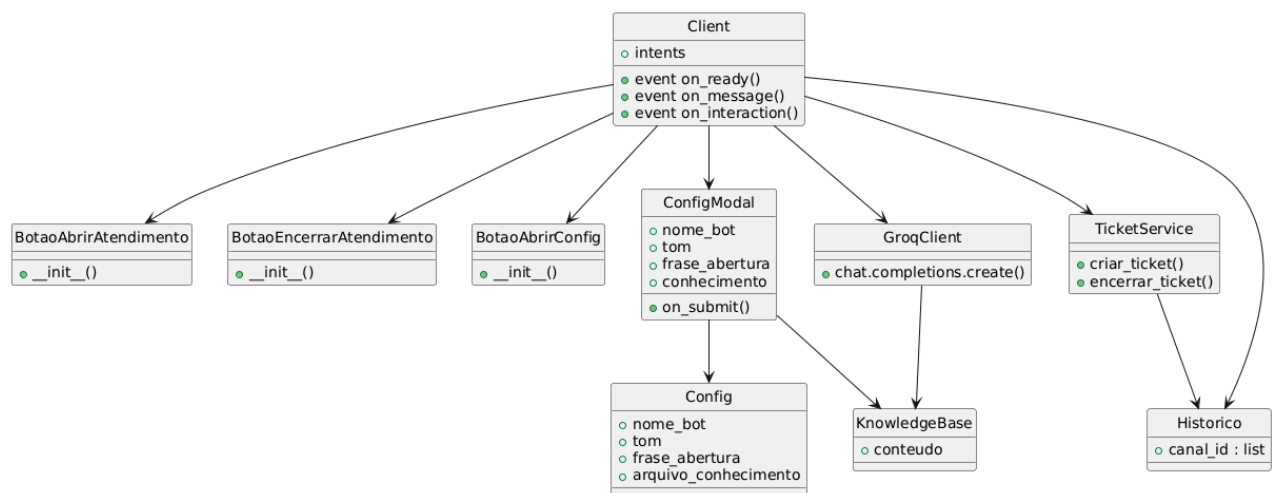 Client
intents
event on_ready()
event on_message()
event on_interaction()
BotaoAbrirAtendimento
__init__()
BotaoEncerrarAtendimento
__init__()
BotaoAbrirConfig
__init__()
ConfigModal
nome_bot
tom
frase_abertura
conhecimento
on_submit()
GroqClient
chat.completions.create()
TicketService
criar_ticket()
encerrar_ticket()
Config
nome_bot
tom
frase_abertura
arquivo_conhecimento
KnowledgeBase
conteudo
Historico
canal_id : list